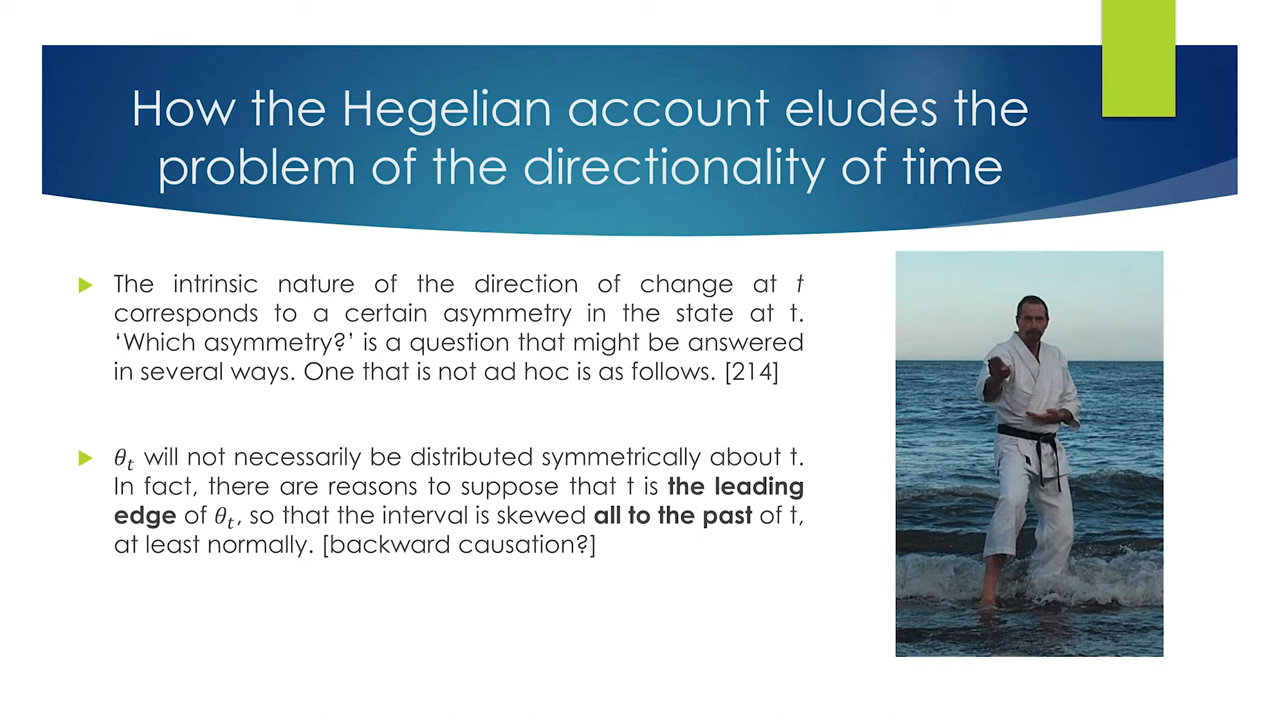 How the Hegelian account eludes the
problem of the directionality of time
The intrinsic nature of the direction of change at t
corresponds to a certain asymmetry in the state at t.
‘Which asymmetry?’ is a question that might be answered
in several ways. One that is not ad hoc is as follows. [214]
𝜃ₜ will not necessarily be distributed symmetrically about t.
In fact, there are reasons to suppose that t is the leading
edge of 𝜃ₜ, so that the interval is skewed all to the past of t,
at least normally. [backward causation?]